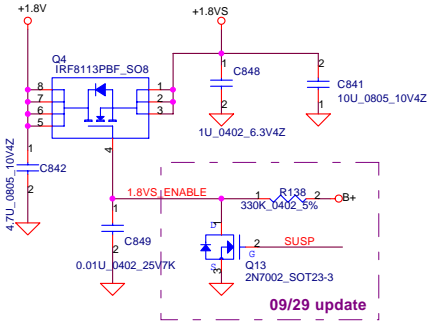 +1.8V
+1.8VS
Q4
IRF8113PBF_SO8
8
7
6
5
1
2
3
4
1
C848
2
1U_0402_6.3V4Z
2
C841
1
10U_0805_10V4Z
1
C842
2
4.7U_0805_10V4Z
1.8VS_ENABLE
1
R138
2
B+
330K_0402_5%
1
C849
2
0.01U_0402_25V7K
D
1
2
G
SUSP
S
3
Q13
2N7002_SOT23-3
09/29 update